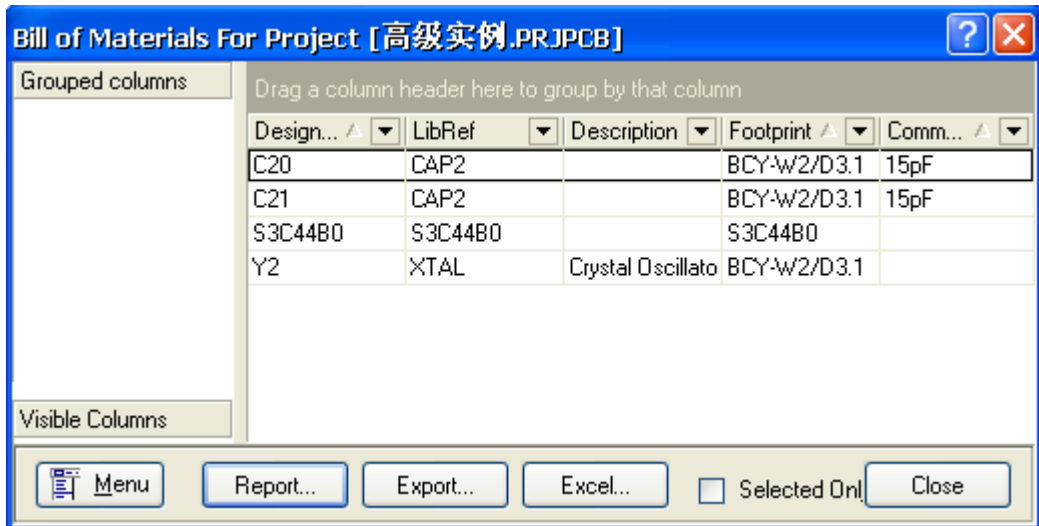 Bill of Materials For Project [高级实例.PRJPCB]
Grouped columns
Drag a column header here to group by that column
Design... LibRef Description Footprint Comm...
C20 CAP2 BCY-W2/D3.1 15pF
C21 CAP2 BCY-W2/D3.1 15pF
S3C44B0 S3C44B0 S3C44B0
Y2 XTAL Crystal Oscillato BCY-W2/D3.1
Visible Columns
Menu Report... Export... Excel... Selected Onl Close